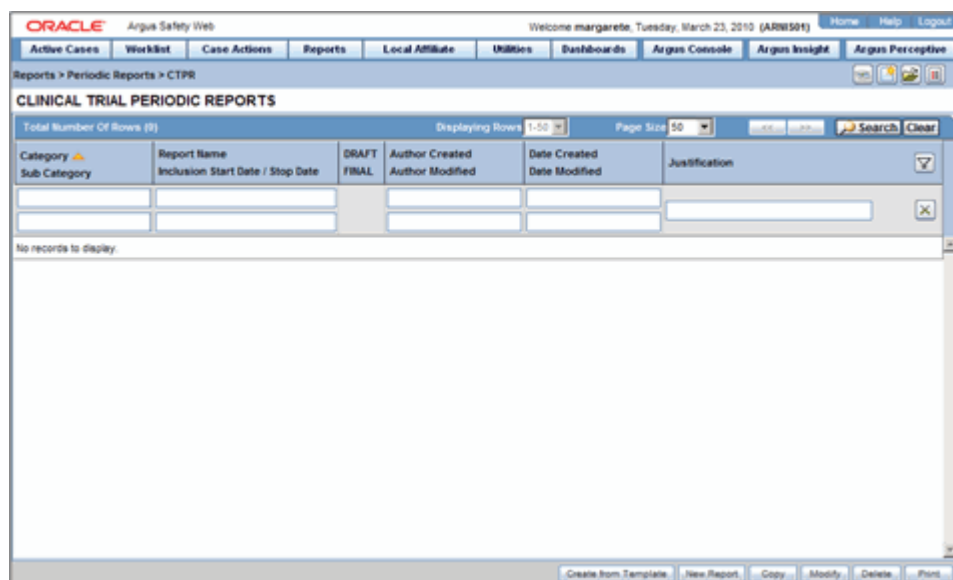 ORACLE Argus Safety Web Welcome margarete, Tuesday, March 23, 2010 (ARNIS01) Home Help Logout
Active Cases Worklist Case Actions Reports Local Affiliate Utilities Dashboards Argus Console Argus Insight Argus Perceptive
Reports > Periodic Reports > CTPR
CLINICAL TRIAL PERIODIC REPORTS
Total Number Of Rows (0) Displaying Rows 1-50 Page Size 50 << >> Search Clear
Category Report Name DRAFT Author Created Date Created Justification
Sub Category Inclusion Start Date / Stop Date FINAL Author Modified Date Modified
No records to display.
Create from Template New Report Copy Modify Delete Print